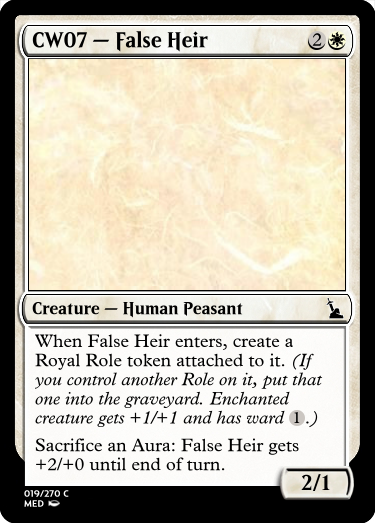 CW07 — False Heir 2
Creature — Human Peasant
When False Heir enters, create a
Royal Role token attached to it. (If
you control another Role on it, put that
one into the graveyard. Enchanted
creature gets +1/+1 and has ward 1.)
Sacrifice an Aura: False Heir gets
+2/+0 until end of turn.
2/1
019/270 C
MED